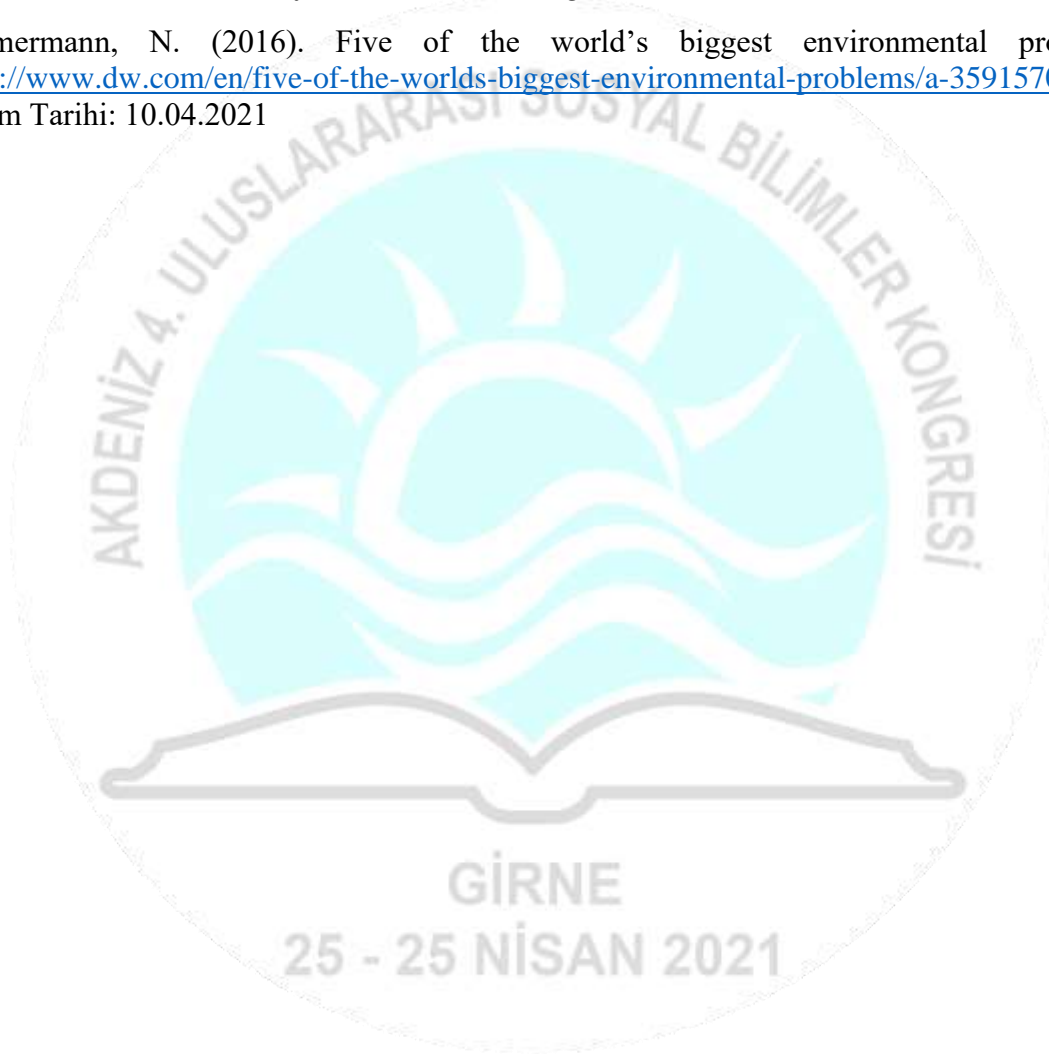 mermann, N. (2016). Five of the world’s biggest environmental pro
://www.dw.com/en/five-of-the-worlds-biggest-environmental-problems/a-3591570
m Tarihi: 10.04.2021
AKDENİZ 4. ULUSLARARASI SOSYAL BİLİMLER KONGRESİ
GİRNE
25 - 25 NİSAN 2021